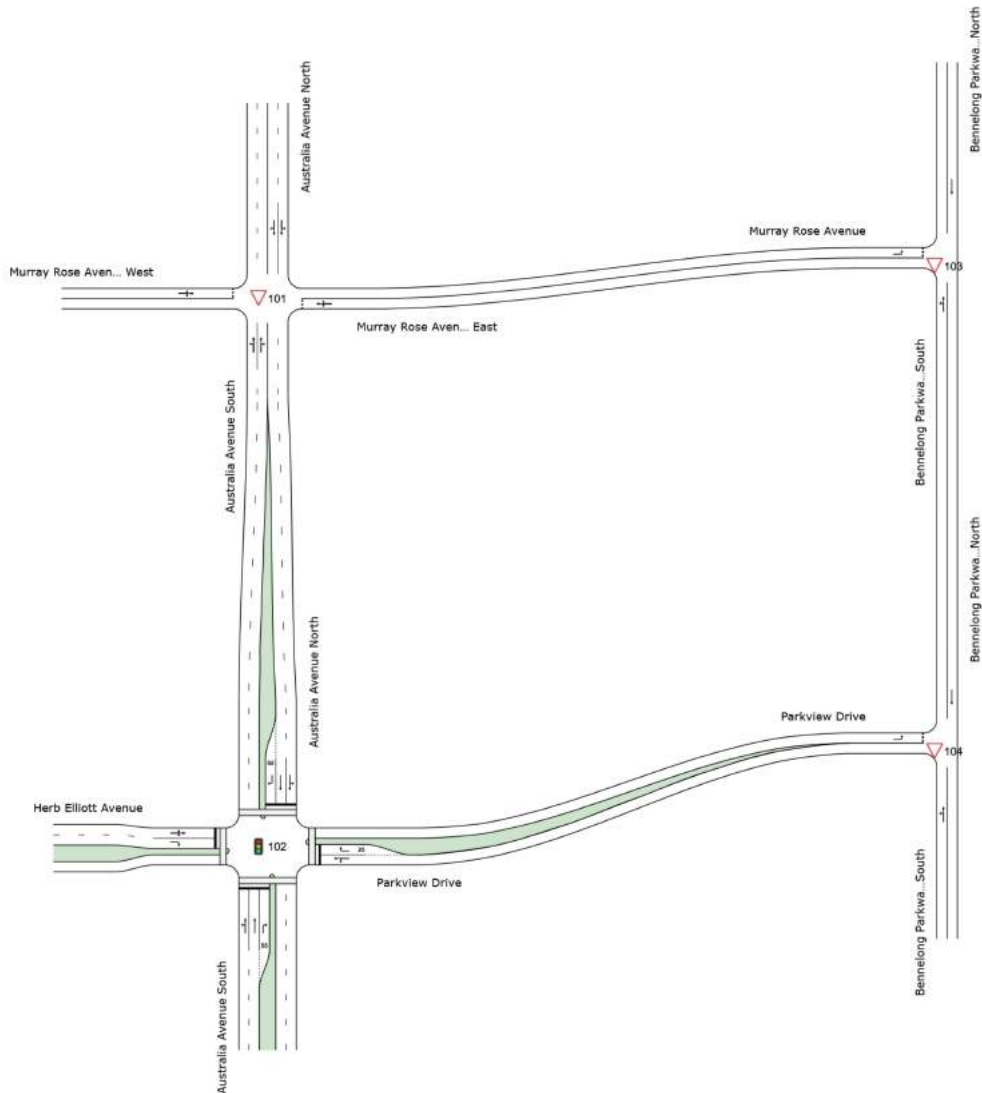 Bennelong Parkwa...North
Australia Avenue North
Murray Rose Avenue
Murray Rose Aven... West
103
101
Murray Rose Aven... East
Bennelong Parkwa...South
Australia Avenue South
Bennelong Parkwa...North
Australia Avenue North
Parkview Drive
104
Herb Elliott Avenue
102
Parkview Drive
Bennelong Parkwa...South
Australia Avenue South